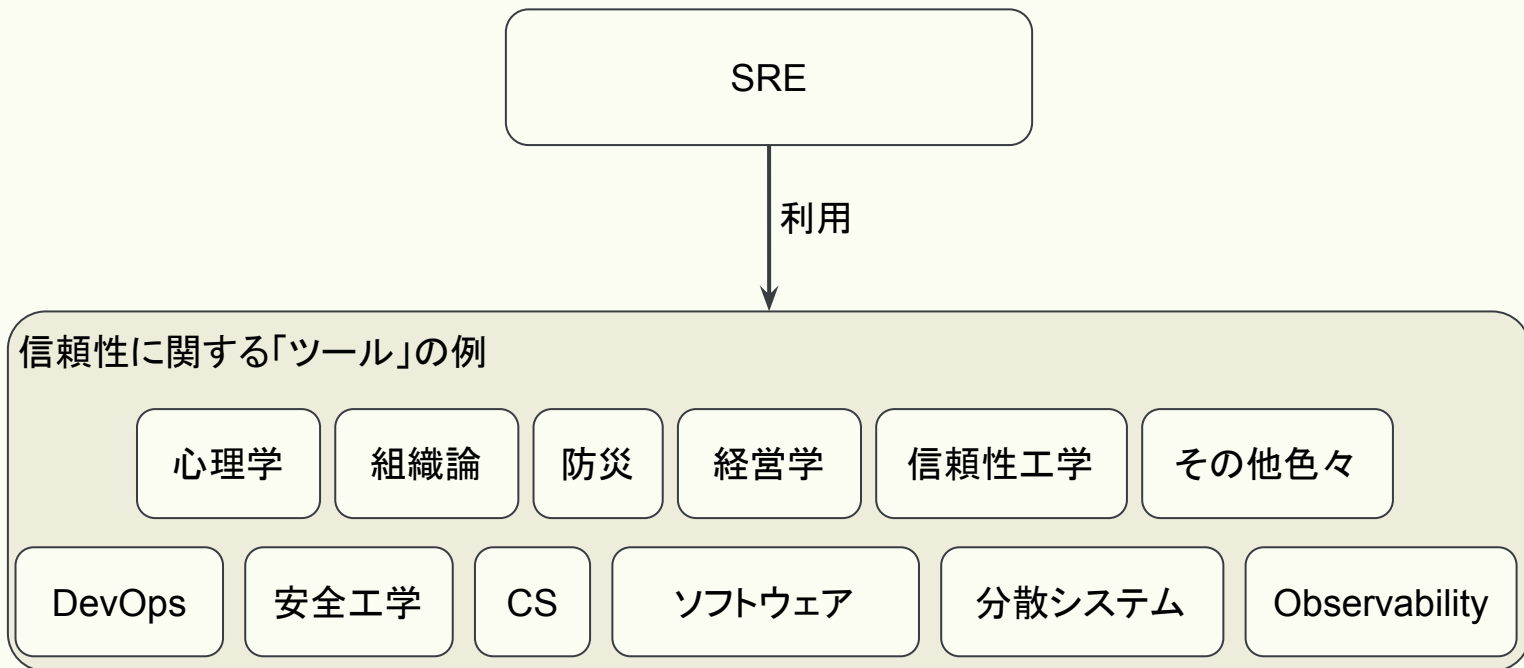 SRE
利用
信頼性に関する「ツール」の例
心理学 組織論 防災 経営学 信頼性工学 その他色々
DevOps 安全工学 CS ソフトウェア 分散システム Observability